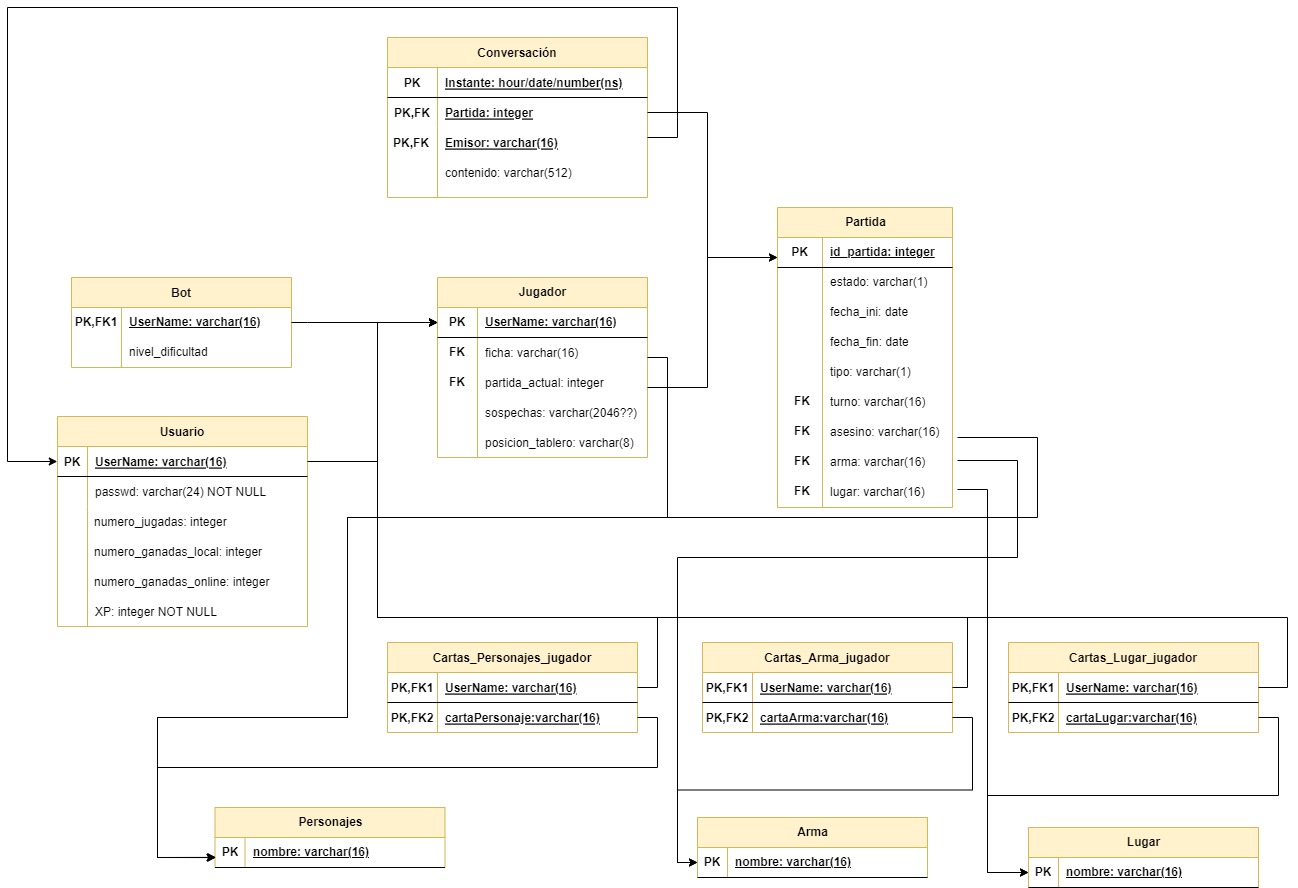 Conversación
PK Instante: hour/date/number(ns)
PK,FK Partida: integer
PK,FK Emisor: varchar(16)
contenido: varchar(512)
Partida
PK id_partida: integer
estado: varchar(1)
fecha_ini: date
fecha_fin: date
tipo: varchar(1)
FK turno: varchar(16)
FK asesino: varchar(16)
FK arma: varchar(16)
FK lugar: varchar(16)
Bot
PK,FK1 UserName: varchar(16)
nivel_dificultad
Jugador
PK UserName: varchar(16)
FK ficha: varchar(16)
FK partida_actual: integer
sospechas: varchar(2046??)
posicion_tablero: varchar(8)
Usuario
PK UserName: varchar(16)
passwd: varchar(24) NOT NULL
numero_jugadas: integer
numero_ganadas_local: integer
numero_ganadas_online: integer
XP: integer NOT NULL
Cartas_Personajes_jugador
PK,FK1 UserName: varchar(16)
PK,FK2 cartaPersonaje:varchar(16)
Cartas_Arma_jugador
PK,FK1 UserName: varchar(16)
PK,FK2 cartaArma:varchar(16)
Cartas_Lugar_jugador
PK,FK1 UserName: varchar(16)
PK,FK2 cartaLugar:varchar(16)
Personajes
PK nombre: varchar(16)
Arma
PK nombre: varchar(16)
Lugar
PK nombre: varchar(16)